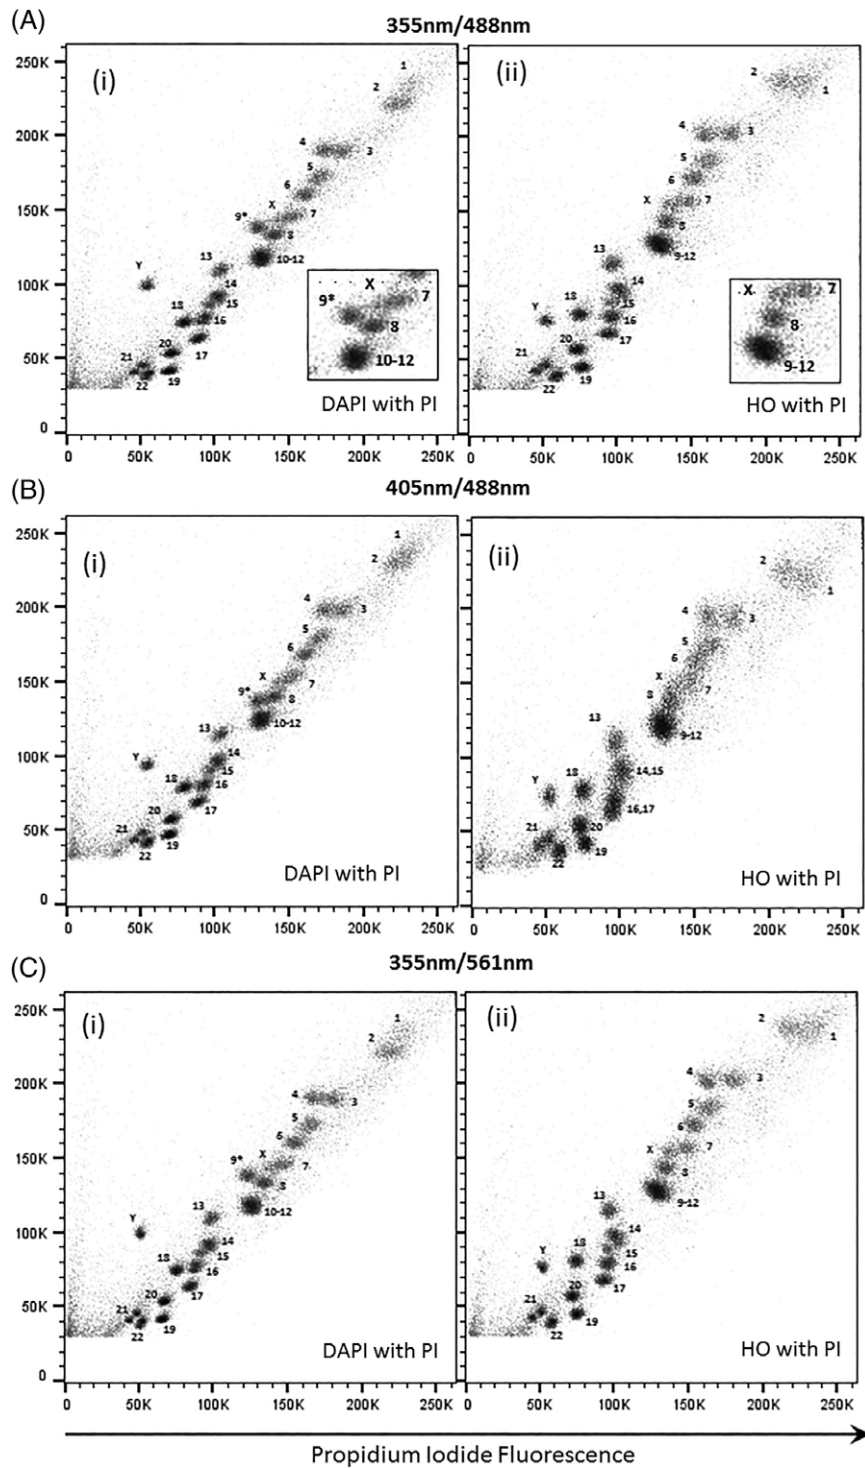 (A)
355nm/488nm
250K
200K
150K
100K
50K
0
(i)
1
2
4
3
5
6
X
7
9*
8
10-12
Y
13
14
15
18
16
17
20
21
22
19
X
9*
7
8
10-12
DAPI with PI
0
50K
100K
150K
200K
250K
(ii)
2
1
4
3
5
6
X
7
8
9-12
13
14
15
Y
18
16
17
20
21
22
19
X
7
8
9-12
HO with PI
0
50K
100K
150K
200K
250K
(B)
405nm/488nm
250K
200K
150K
100K
50K
0
(i)
1
2
4
3
5
6
X
7
9*
8
10-12
13
Y
14
15
18
16
17
20
21
22
19
DAPI with PI
0
50K
100K
150K
200K
250K
(ii)
2
1
4
3
5
6
X
7
8
9-12
13
14,15
Y
18
16,17
20
21
22
19
HO with PI
0
50K
100K
150K
200K
250K
(C)
355nm/561nm
250K
200K
150K
100K
50K
0
(i)
1
2
4
3
5
6
X
7
9*
8
10-12
13
Y
14
15
18
16
17
20
21
22
19
DAPI with PI
0
50K
100K
150K
200K
250K
(ii)
2
1
4
3
5
6
X
7
8
9-12
13
14
Y
18
15
16
17
20
21
22
19
HO with PI
0
50K
100K
150K
200K
250K
Propidium Iodide Fluorescence